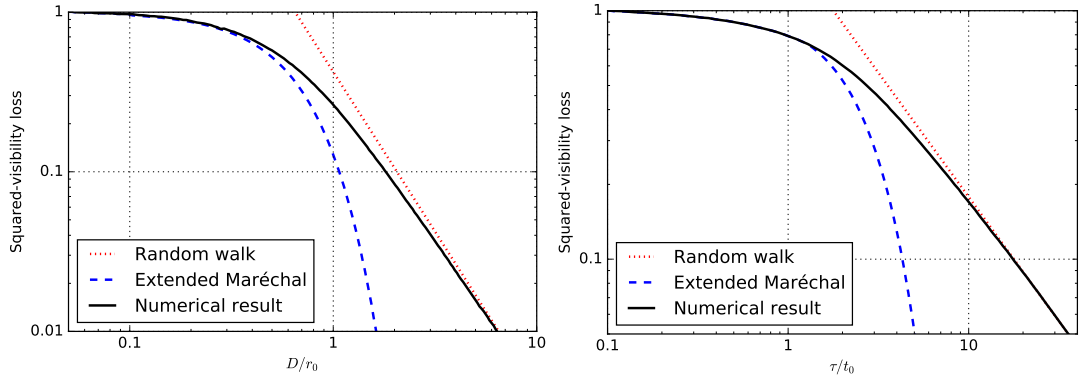 1
0.1
0.01
Squared-visibility loss
0.1
1
10
D/r₀
Random walk
Extended Maréchal
Numerical result
1
0.1
Squared-visibility loss
0.1
1
10
τ/t₀
Random walk
Extended Maréchal
Numerical result